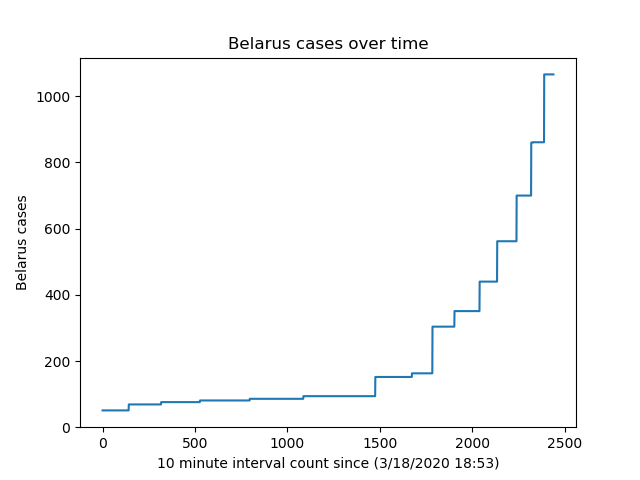 Belarus cases over time
1000
800
600
400
200
0
Belarus cases
0 500 1000 1500 2000 2500
10 minute interval count since (3/18/2020 18:53)